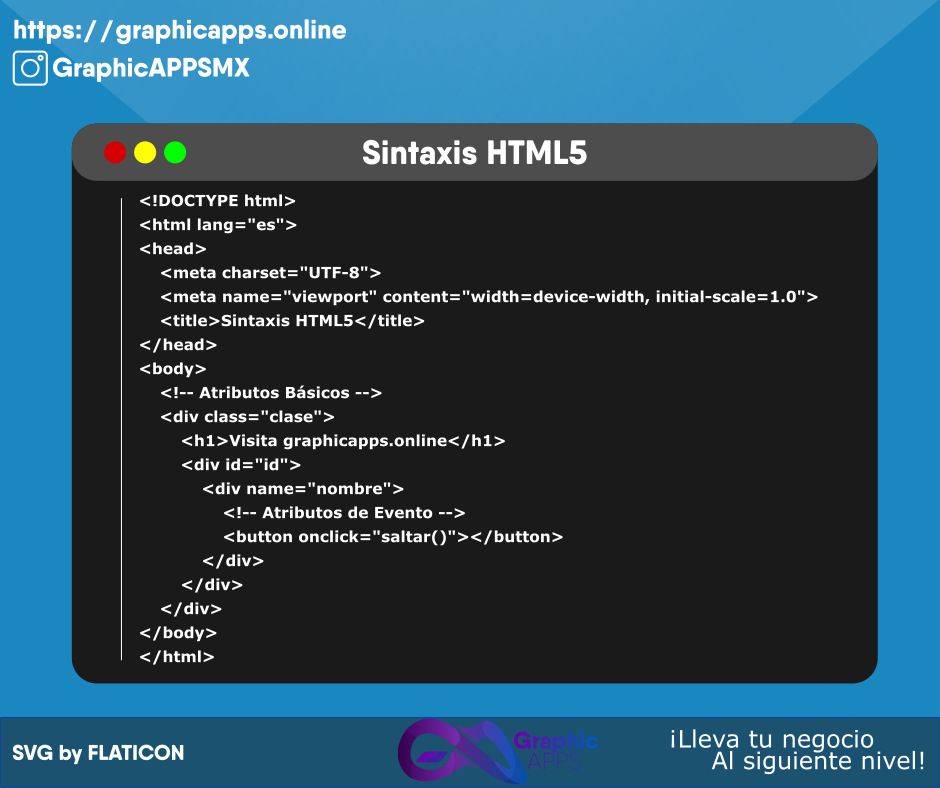 https://graphicapps.online
GraphicAPPSMX
Sintaxis HTML5
<!DOCTYPE html>
<html lang="es">
<head>
<meta charset="UTF-8">
<meta name="viewport" content="width=device-width, initial-scale=1.0">
<title>Sintaxis HTML5</title>
</head>
<body>
<!-- Atributos Básicos -->
<div class="clase">
<h1>Visita graphicapps.online</h1>
<div id="id">
<div name="nombre">
<!-- Atributos de Evento -->
<button onclick="saltar()"></button>
</div>
</div>
</div>
</body>
</html>
SVG by FLATICON
Graphic
APPS
¡Lleva tu negocio
Al siguiente nivel!